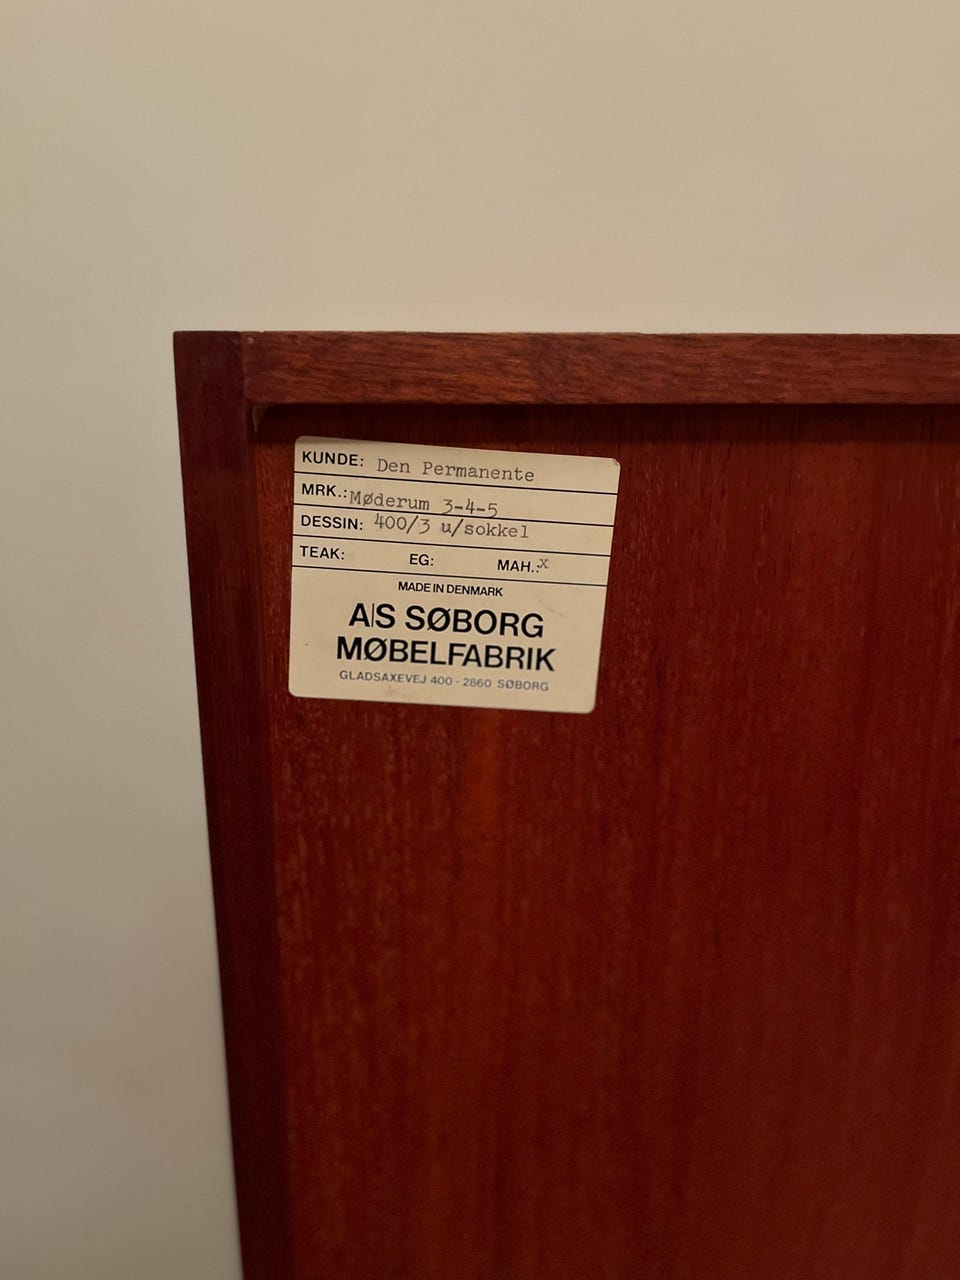 KUNDE: Den Permanente
MRK.: Møderum 3-4-5
DESSIN: 400/3 u/sokkel
TEAK: EG: MAH.: x
MADE IN DENMARK
A|S SØBORG
MØBELFABRIK
GLADSAXEVEJ 400 - 2860 SØBORG